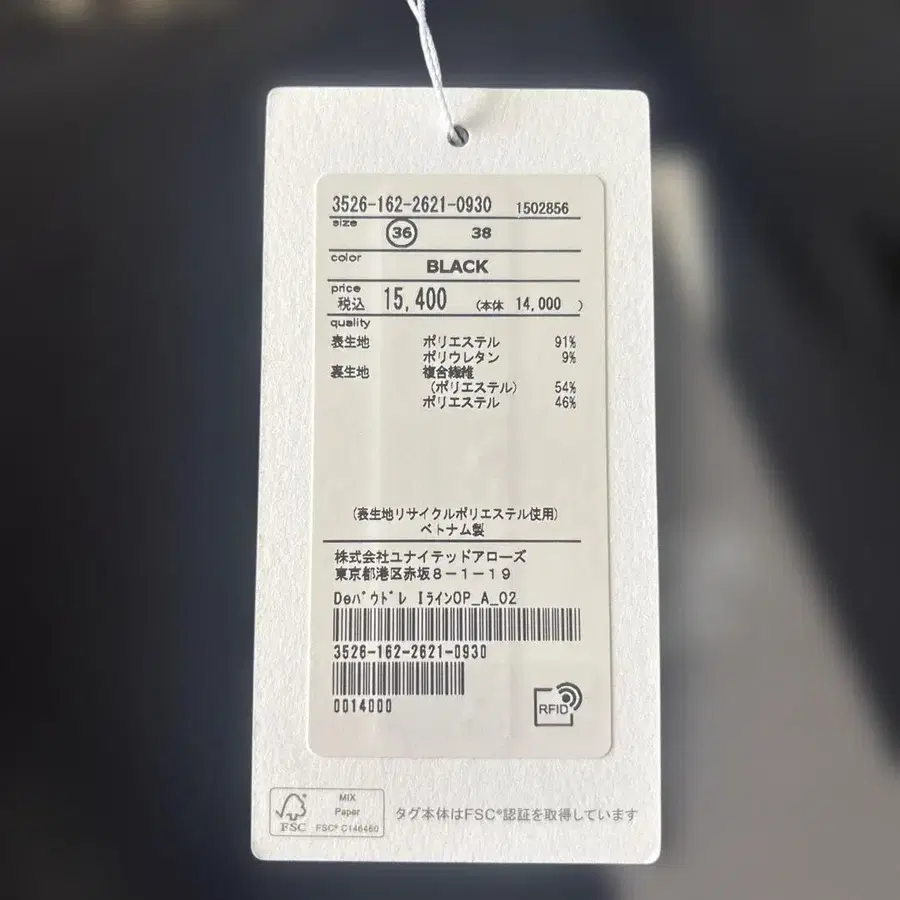 3526-162-2621-0930 1502856
size 36 38
color BLACK
price
税込 15,400 (本体 14,000 )
quality
表生地 ポリエステル 91%
ポリウレタン 9%
裏生地 複合繊維
(ポリエステル) 54%
ポリエステル 46%
(表生地リサイクルポリエステル使用)
ベトナム製
株式会社ユナイテッドアローズ
東京都港区赤坂8-1-19
Deパウドレ IラインOP_A_02
3526-162-2621-0930
0014000
RFID
MIX
Paper
FSC FSC® C146460
タグ本体はFSC®認証を取得しています